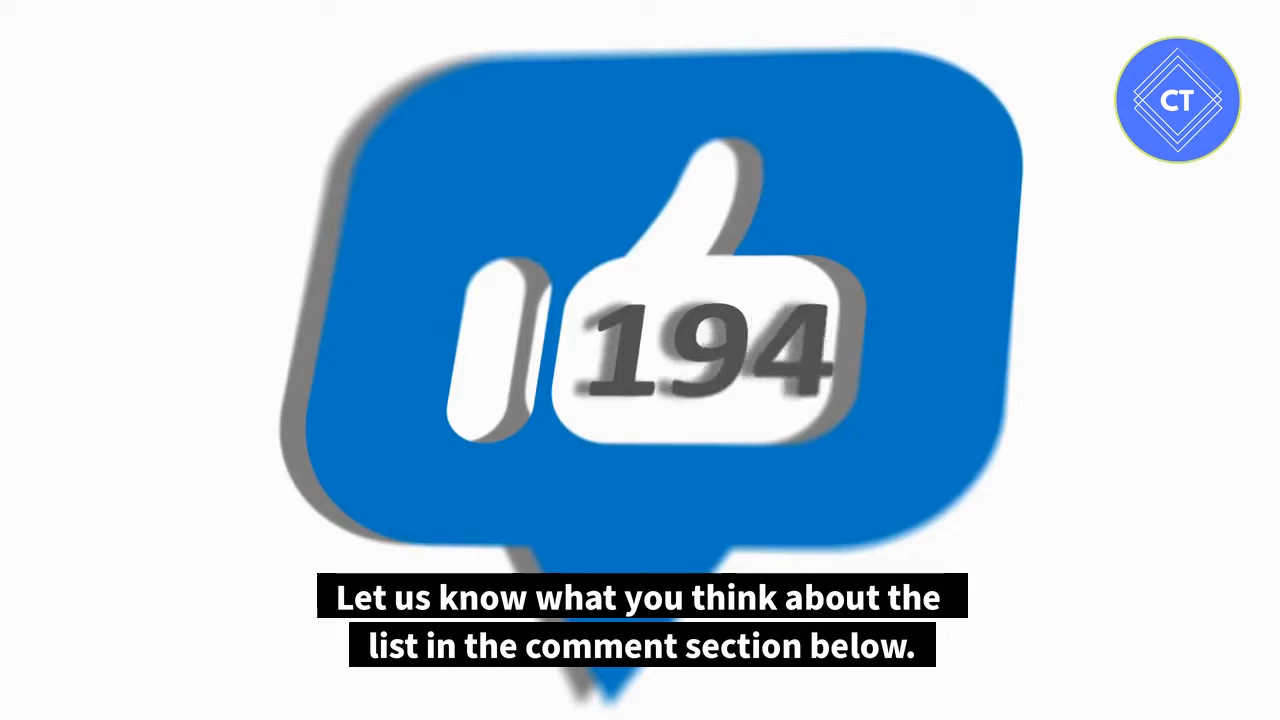 CT
194
Let us know what you think about the
list in the comment section below.